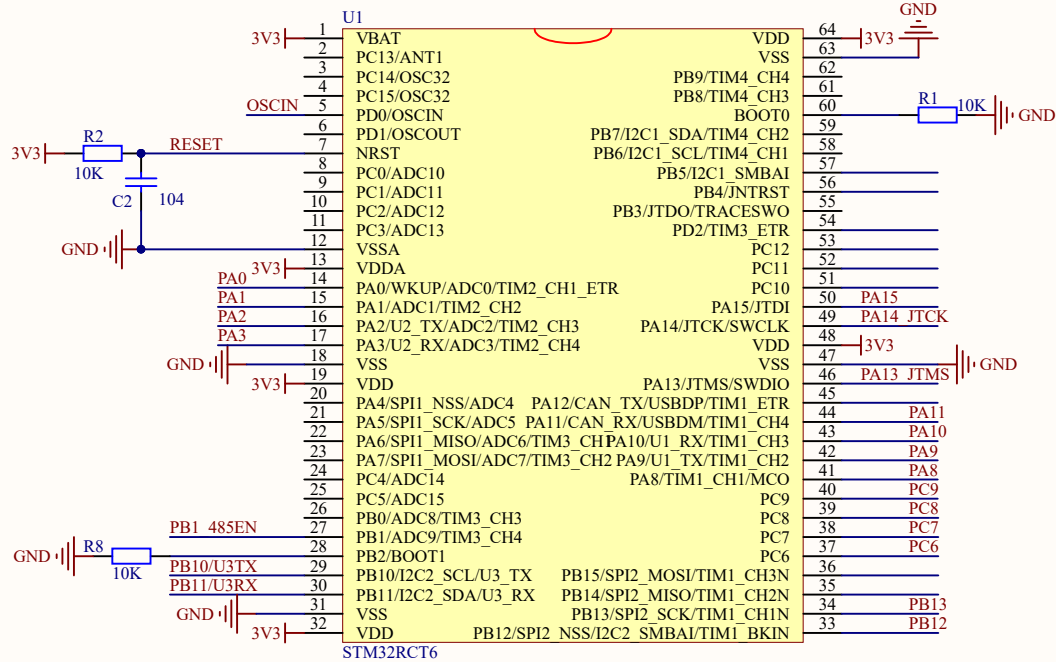 U1
GND
3V3 1 VBAT VDD 64 3V3
2 PC13/ANT1 VSS 63
3 PC14/OSC32 PB9/TIM4_CH4 62
4 PC15/OSC32 PB8/TIM4_CH3 61
OSCIN 5 PD0/OSCIN BOOT0 60 R1 10K GND
6 PD1/OSCOUT PB7/I2C1_SDA/TIM4_CH2 59
3V3 R2 10K RESET 7 NRST PB6/I2C1_SCL/TIM4_CH1 58
8 PC0/ADC10 PB5/I2C1_SMBAI 57
C2 104 9 PC1/ADC11 PB4/JNTRST 56
10 PC2/ADC12 PB3/JTDO/TRACESWO 55
11 PC3/ADC13 PD2/TIM3_ETR 54
GND 12 VSSA PC12 53
3V3 13 VDDA PC11 52
PA0 14 PA0/WKUP/ADC0/TIM2_CH1_ETR PC10 51
PA1 15 PA1/ADC1/TIM2_CH2 PA15/JTDI 50 PA15
PA2 16 PA2/U2_TX/ADC2/TIM2_CH3 PA14/JTCK/SWCLK 49 PA14 JTCK
PA3 17 PA3/U2_RX/ADC3/TIM2_CH4 VDD 48 3V3
GND 18 VSS VSS 47 GND
3V3 19 VDD PA13/JTMS/SWDIO 46 PA13 JTMS
20 PA4/SPI1_NSS/ADC4 PA12/CAN_TX/USBDP/TIM1_ETR 45
21 PA5/SPI1_SCK/ADC5 PA11/CAN_RX/USBDM/TIM1_CH4 44 PA11
22 PA6/SPI1_MISO/ADC6/TIM3_CH1 PA10/U1_RX/TIM1_CH3 43 PA10
23 PA7/SPI1_MOSI/ADC7/TIM3_CH2 PA9/U1_TX/TIM1_CH2 42 PA9
24 PC4/ADC14 PA8/TIM1_CH1/MCO 41 PA8
25 PC5/ADC15 PC9 40 PC9
26 PB0/ADC8/TIM3_CH3 PC8 39 PC8
PB1 485EN 27 PB1/ADC9/TIM3_CH4 PC7 38 PC7
GND R8 10K 28 PB2/BOOT1 PC6 37 PC6
PB10/U3TX 29 PB10/I2C2_SCL/U3_TX PB15/SPI2_MOSI/TIM1_CH3N 36
PB11/U3RX 30 PB11/I2C2_SDA/U3_RX PB14/SPI2_MISO/TIM1_CH2N 35
GND 31 VSS PB13/SPI2_SCK/TIM1_CH1N 34 PB13
3V3 32 VDD PB12/SPI2_NSS/I2C2_SMBAI/TIM1_BKIN 33 PB12
STM32RCT6